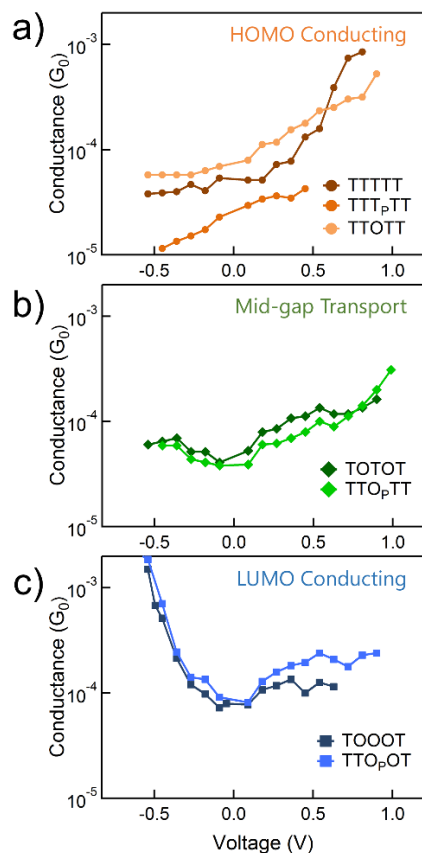 a)
HOMO Conducting
Conductance (G₀)
10⁻³
10⁻⁴
10⁻⁵
TTTTT
TTTₚTT
TTOTT
-0.5 0.0 0.5 1.0
b)
Mid-gap Transport
Conductance (G₀)
10⁻³
10⁻⁴
10⁻⁵
TOTOT
TTOₚTT
-0.5 0.0 0.5 1.0
c)
LUMO Conducting
Conductance (G₀)
10⁻³
10⁻⁴
10⁻⁵
TOOOT
TTOₚOT
-0.5 0.0 0.5 1.0
Voltage (V)